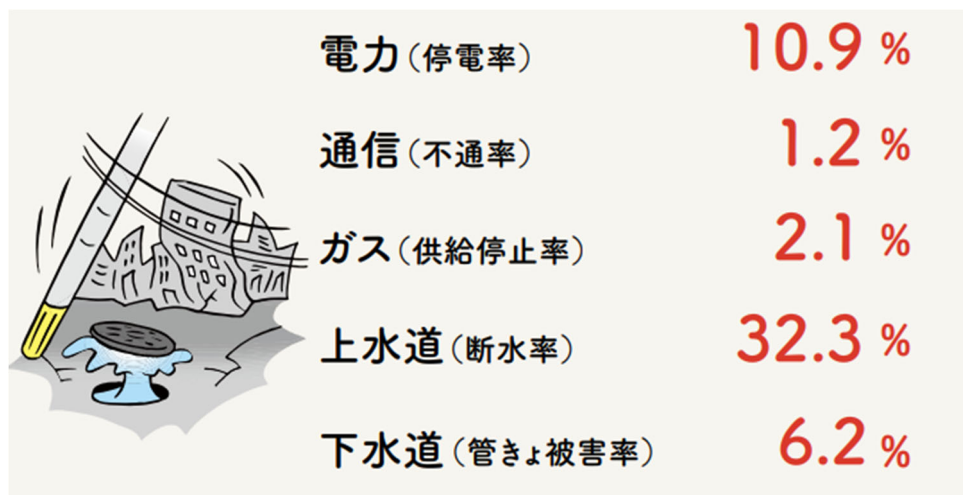 電力(停電率) 10.9 %
通信(不通率) 1.2 %
ガス(供給停止率) 2.1 %
上水道(断水率) 32.3 %
下水道(管きょ被害率) 6.2 %